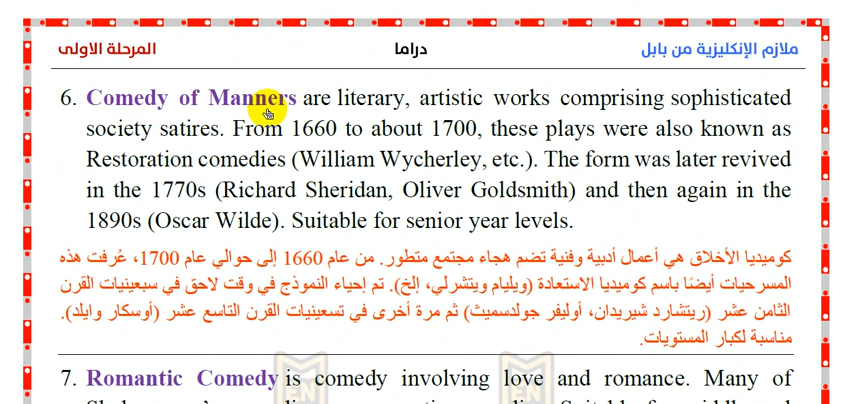 ملازم الإنكليزية من بابل
دراما
المرحلة الاولى
6. Comedy of Manners are literary, artistic works comprising sophisticated
society satires. From 1660 to about 1700, these plays were also known as
Restoration comedies (William Wycherley, etc.). The form was later revived
in the 1770s (Richard Sheridan, Oliver Goldsmith) and then again in the
1890s (Oscar Wilde). Suitable for senior year levels.
كوميديا الأخلاق هي أعمال أدبية وفنية تضم هجاء مجتمع متطور. من عام 1660 إلى حوالي عام 1700، عُرفت هذه
المسرحيات أيضًا باسم كوميديا الاستعادة (ويليام ويتشرلي، إلخ). تم إحياء النموذج في وقت لاحق في سبعينيات القرن
الثامن عشر (ريتشارد شيريدان، أوليفر جولدسميث) ثم مرة أخرى في تسعينيات القرن التاسع عشر (أوسكار وايلد).
مناسبة لكبار المستويات.
7. Romantic Comedy is comedy involving love and romance. Many of